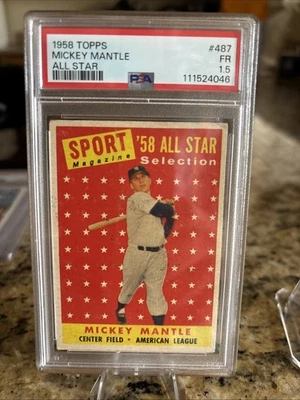 1958 TOPPS #487
MICKEY MANTLE FR
ALL STAR 1.5
PSA 111524046
SPORT '58 ALL STAR
Magazine Selection
MICKEY MANTLE
CENTER FIELD - AMERICAN LEAGUE